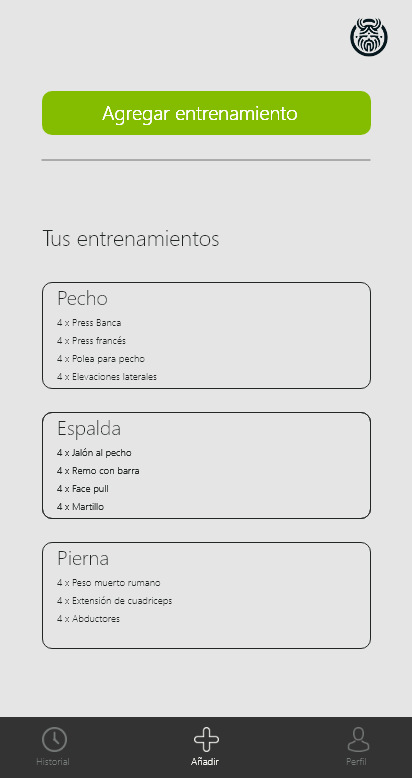 Agregar entrenamiento
Tus entrenamientos
Pecho
4 x Press Banca
4 x Press francés
4 x Polea para pecho
4 x Elevaciones laterales
Espalda
4 x Jalón al pecho
4 x Remo con barra
4 x Face pull
4 x Martillo
Pierna
4 x Peso muerto rumano
4 x Extensión de cuadriceps
4 x Abductores
Historial
Añadir
Perfil